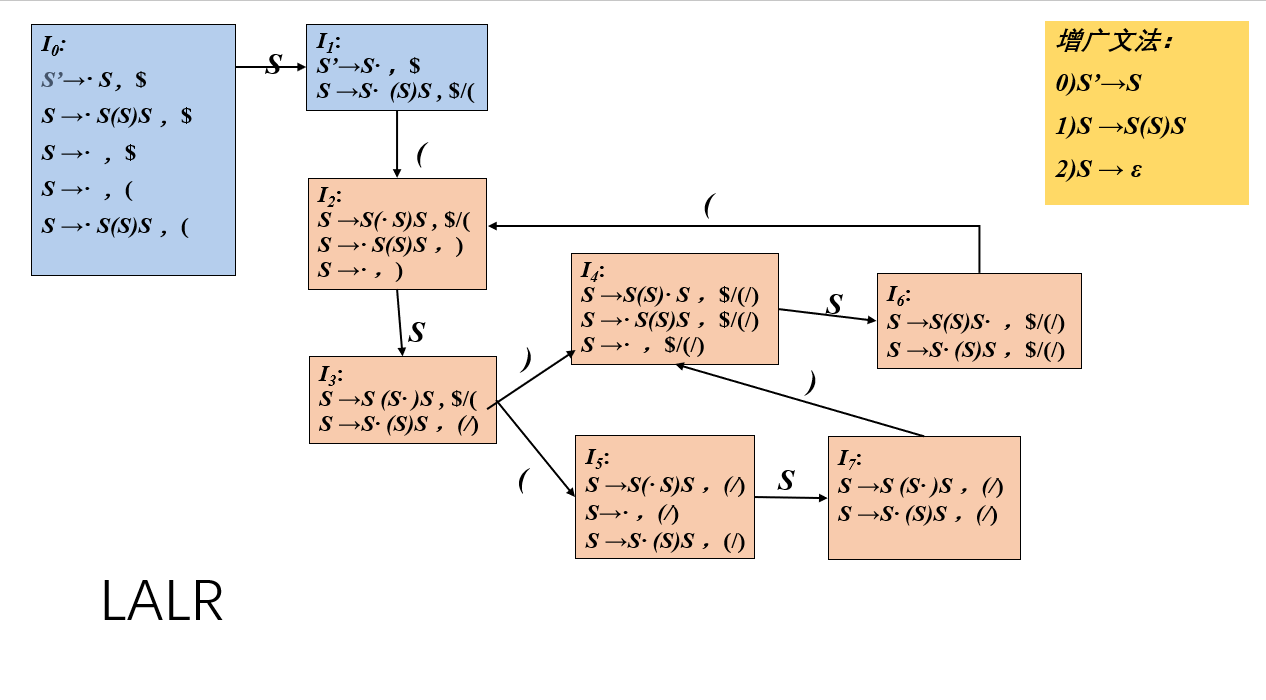 I0:
S’→· S， $
S →· S(S)S ，$
S →· ，$
S →· ，(
S →· S(S)S ，(
S
I1:
S’→S· ，$
S →S· (S)S , $/(
(
I2:
S →S(· S)S , $/(
S →· S(S)S ，)
S →· ，)
S
I3:
S →S (S· )S , $/(
S →S· (S)S ，(/)
)
(
I4:
S →S(S)· S ，$/(/)
S →· S(S)S ，$/(/)
S →· ，$/(/)
S
I5:
S →S(· S)S ，(/)
S→· ，(/)
S →S· (S)S ，(/)
S
I6:
S →S(S)S· ，$/(/)
S →S· (S)S ，$/(/)
(
I7:
S →S (S· )S ，(/)
S →S· (S)S ，(/)
)
增广文法：
0)S’→S
1)S →S(S)S
2)S → ε
LALR